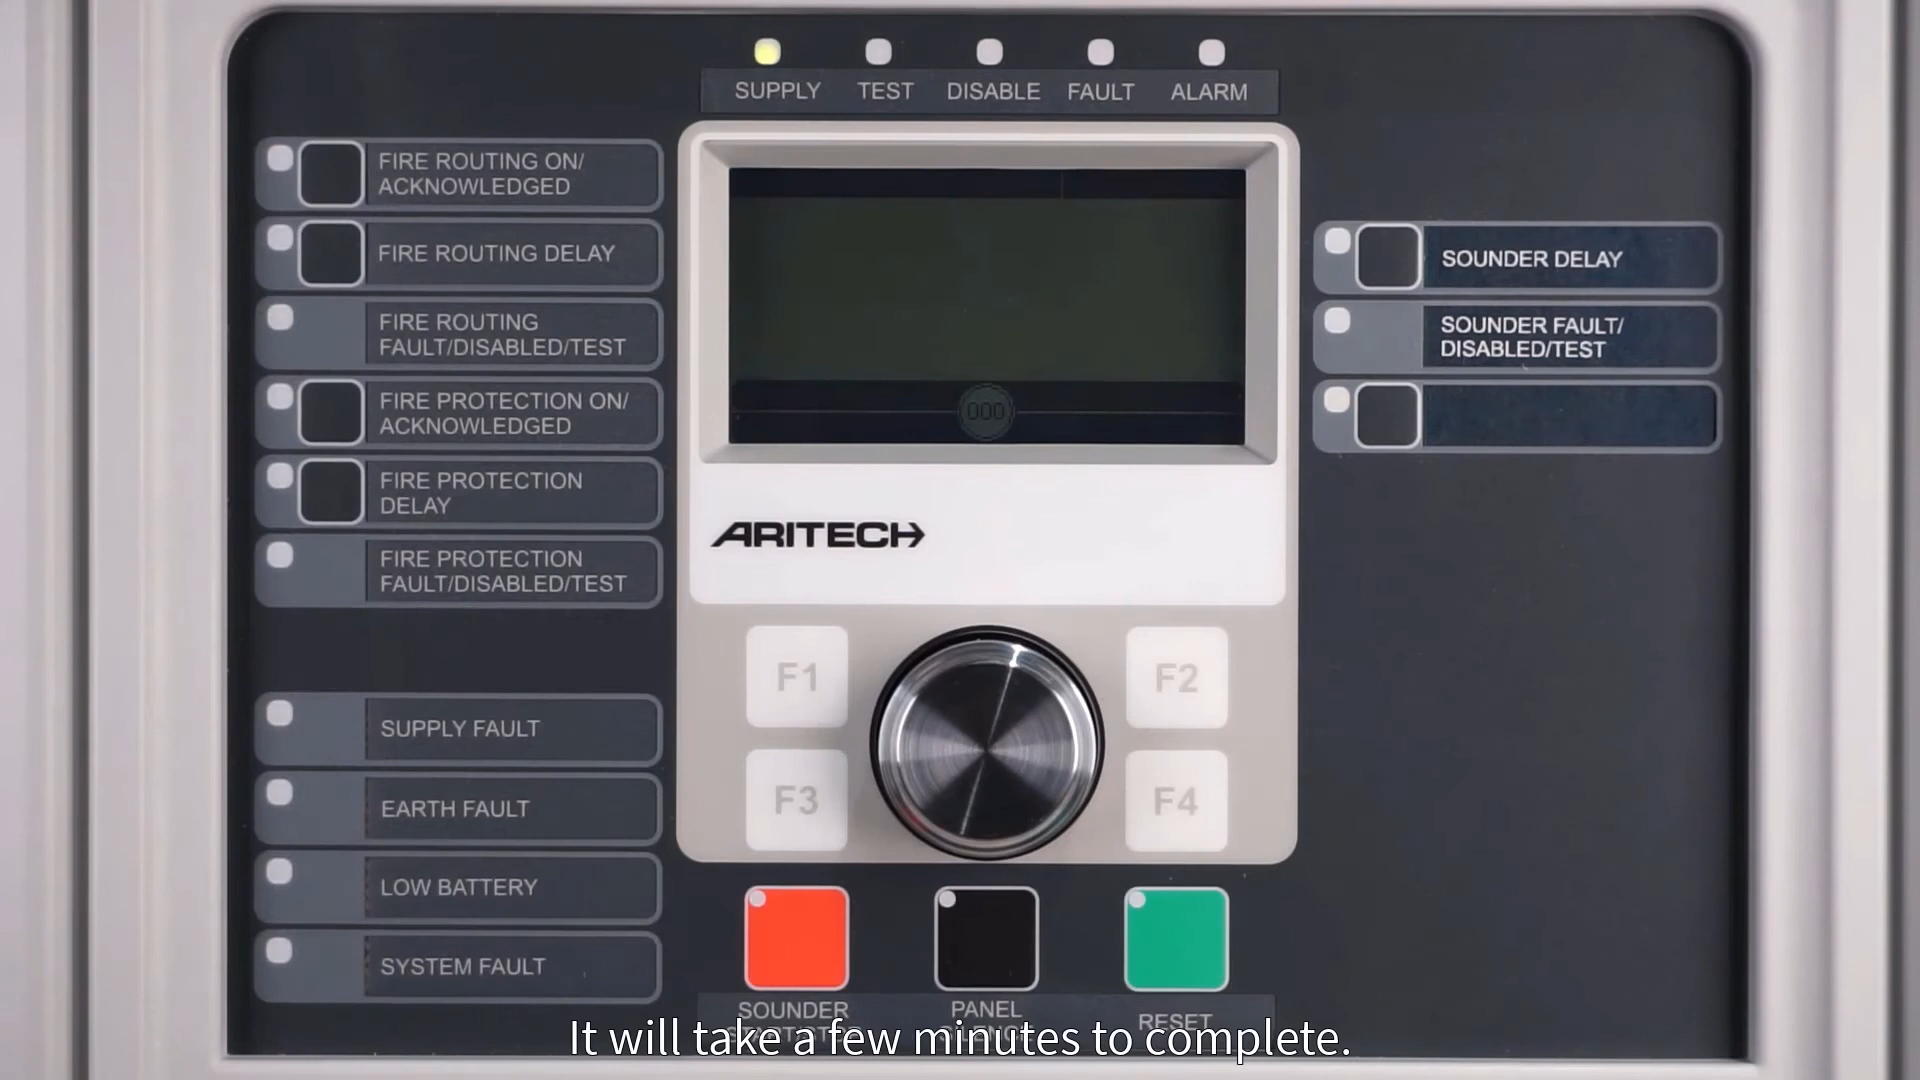 SUPPLY TEST DISABLE FAULT ALARM
FIRE ROUTING ON/
ACKNOWLEDGED
FIRE ROUTING DELAY
FIRE ROUTING
FAULT/DISABLED/TEST
FIRE PROTECTION ON/
ACKNOWLEDGED
FIRE PROTECTION
DELAY
FIRE PROTECTION
FAULT/DISABLED/TEST
SUPPLY FAULT
EARTH FAULT
LOW BATTERY
SYSTEM FAULT
000
ARITECH
F1
F2
F3
F4
SOUNDER DELAY
SOUNDER FAULT/
DISABLED/TEST
SOUNDER
PANEL
RESET
It will take a few minutes to complete.